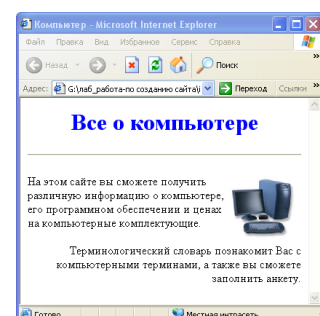 Компьютер - Microsoft Internet Explorer
Файл Правка Вид Избранное Сервис Справка
Назад Поиск »
Адрес: G:\лаб_работа-по созданию сайта\j Переход Ссылки »
Все о компьютере
На этом сайте вы сможете получить
различную информацию о компьютере,
его программном обеспечении и ценах
на компьютерные комплектующие.
Терминологический словарь познакомит Вас с
компьютерными терминами, а также вы сможете
заполнить анкету.
Готово Местная интрасеть